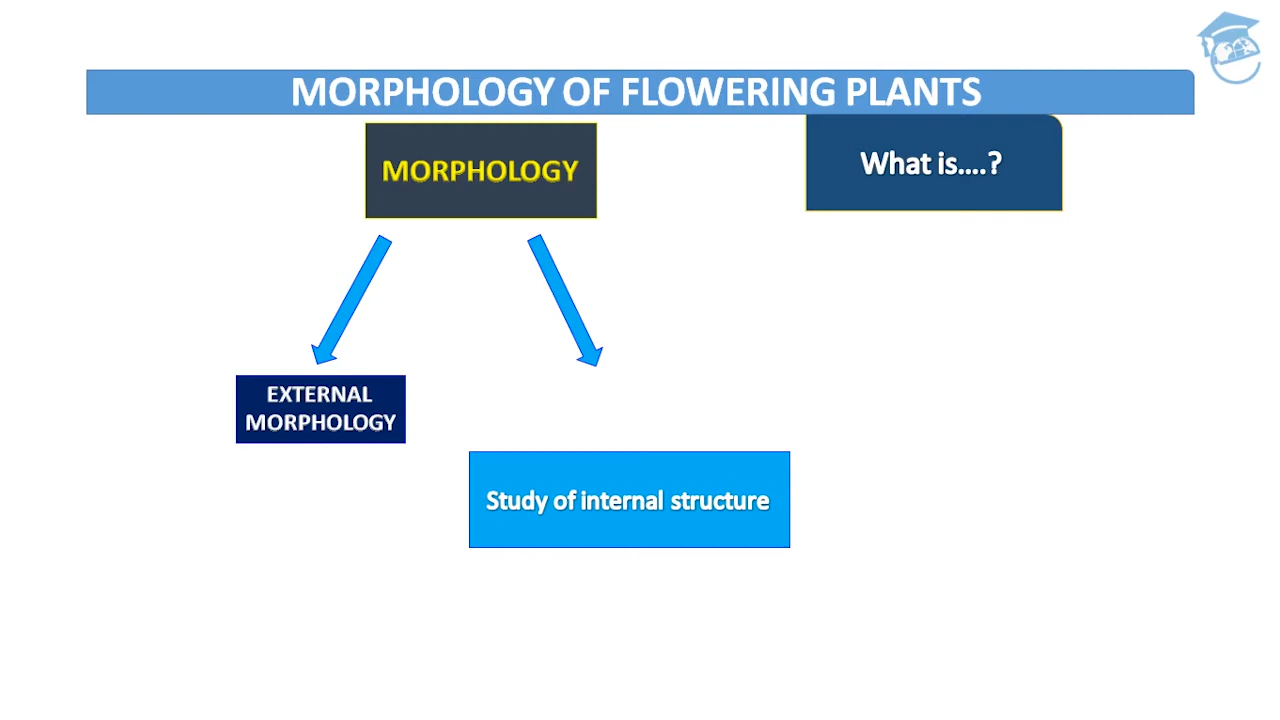 MORPHOLOGY OF FLOWERING PLANTS
MORPHOLOGY
What is....?
EXTERNAL
MORPHOLOGY
Study of internal structure